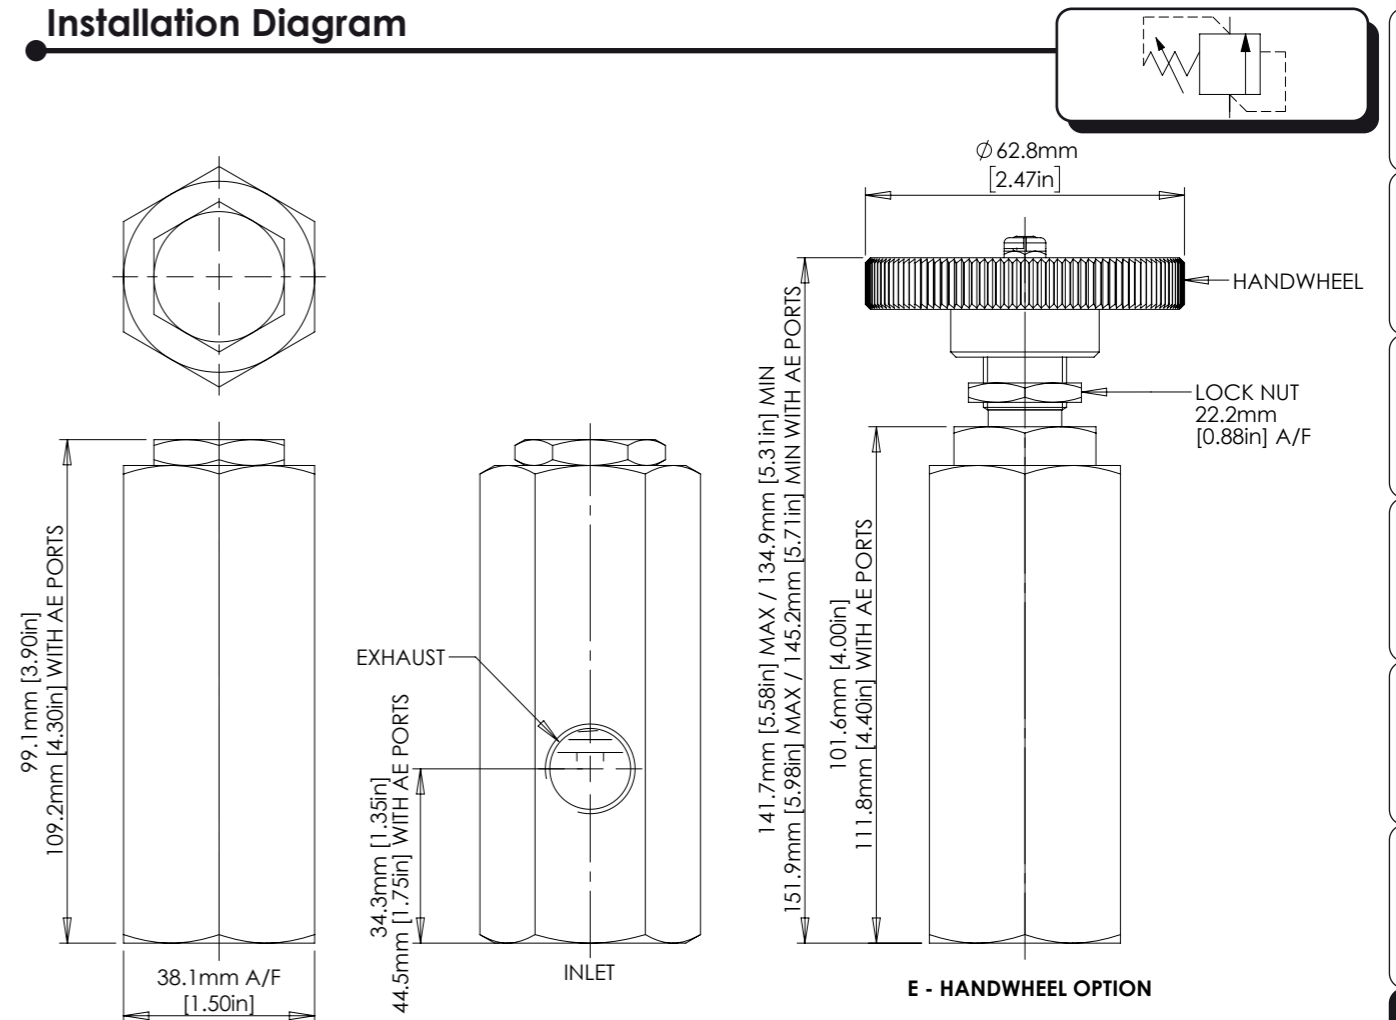 Installation Diagram
Ø62.8mm
[2.47in]
HANDWHEEL
LOCK NUT
22.2mm
[0.88in] A/F
99.1mm [3.90in]
109.2mm [4.30in] WITH AE PORTS
38.1mm A/F
[1.50in]
EXHAUST
34.3mm [1.35in]
44.5mm [1.75in] WITH AE PORTS
INLET
141.7mm [5.58in] MAX / 134.9mm [5.31in] MIN
151.9mm [5.98in] MAX / 145.2mm [5.71in] MIN WITH AE PORTS
101.6mm [4.00in]
111.8mm [4.40in] WITH AE PORTS
E - HANDWHEEL OPTION